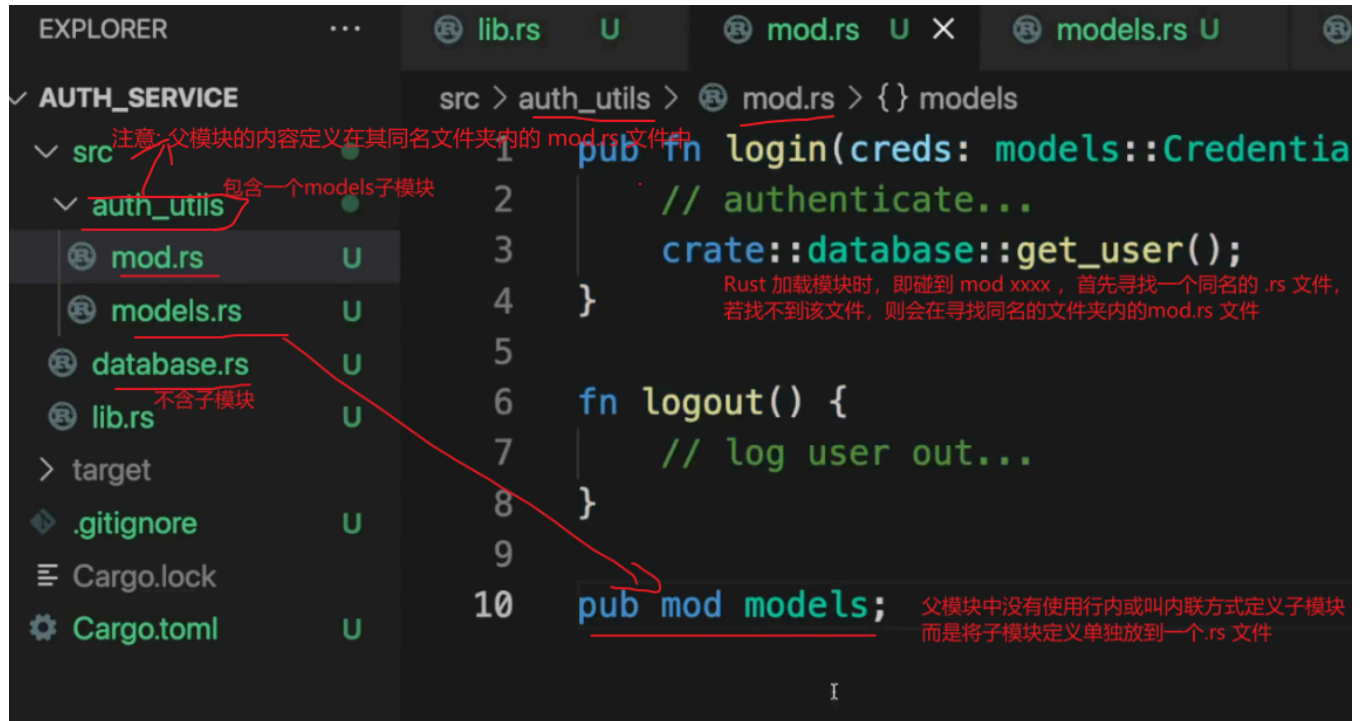 EXPLORER
...
lib.rs U
mod.rs U
models.rs U
AUTH_SERVICE
src > auth_utils > mod.rs > {} models
注意: 父模块的内容定义在其同名文件夹内的 mod.rs 文件中
src
包含一个models子模块
auth_utils
mod.rs U
models.rs U
database.rs U
不含子模块
lib.rs U
target
.gitignore U
Cargo.lock
Cargo.toml U
1 pub fn login(creds: models::Credentia
2 // authenticate...
3 crate::database::get_user();
Rust 加载模块时，即碰到 mod xxxx ，首先寻找一个同名的 .rs 文件，
若找不到该文件，则会在寻找同名的文件夹内的mod.rs 文件
4 }
5
6 fn logout() {
7 // log user out...
8 }
9
10 pub mod models;
父模块中没有使用行内或叫内联方式定义子模块
而是将子模块定义单独放到一个.rs 文件